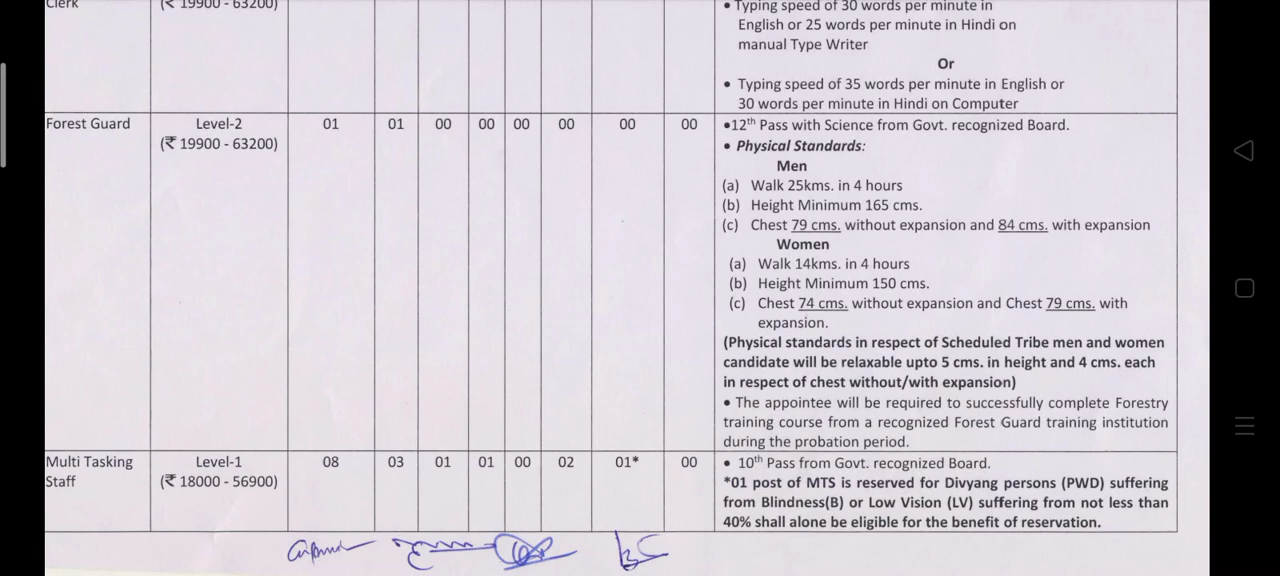 Clerk
(₹ 19900 - 63200)
• Typing speed of 30 words per minute in
English or 25 words per minute in Hindi on
manual Type Writer
Or
• Typing speed of 35 words per minute in English or
30 words per minute in Hindi on Computer
Forest Guard
Level-2
(₹ 19900 - 63200)
01 01 00 00 00 00 00 00
•12th Pass with Science from Govt. recognized Board.
• Physical Standards:
Men
(a) Walk 25kms. in 4 hours
(b) Height Minimum 165 cms.
(c) Chest 79 cms. without expansion and 84 cms. with expansion
Women
(a) Walk 14kms. in 4 hours
(b) Height Minimum 150 cms.
(c) Chest 74 cms. without expansion and Chest 79 cms. with
expansion.
(Physical standards in respect of Scheduled Tribe men and women
candidate will be relaxable upto 5 cms. in height and 4 cms. each
in respect of chest without/with expansion)
• The appointee will be required to successfully complete Forestry
training course from a recognized Forest Guard training institution
during the probation period.
Multi Tasking
Staff
Level-1
(₹ 18000 - 56900)
08 03 01 01 00 02 01* 00
• 10th Pass from Govt. recognized Board.
*01 post of MTS is reserved for Divyang persons (PWD) suffering
from Blindness(B) or Low Vision (LV) suffering from not less than
40% shall alone be eligible for the benefit of reservation.